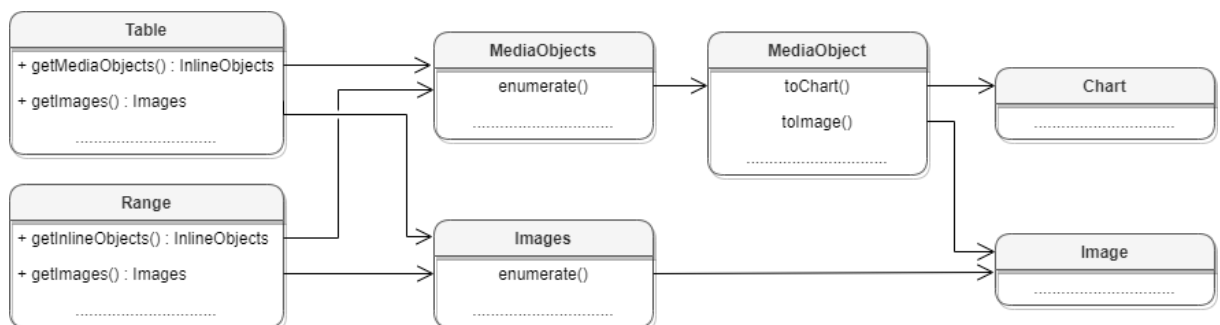 Table
+ getMediaObjects() : InlineObjects
+ getImages() : Images
................................
Range
+ getInlineObjects() : InlineObjects
+ getImages() : Images
................................
MediaObjects
enumerate()
................................
Images
enumerate()
................................
MediaObject
toChart()
toImage()
................................
Chart
................................
Image
................................